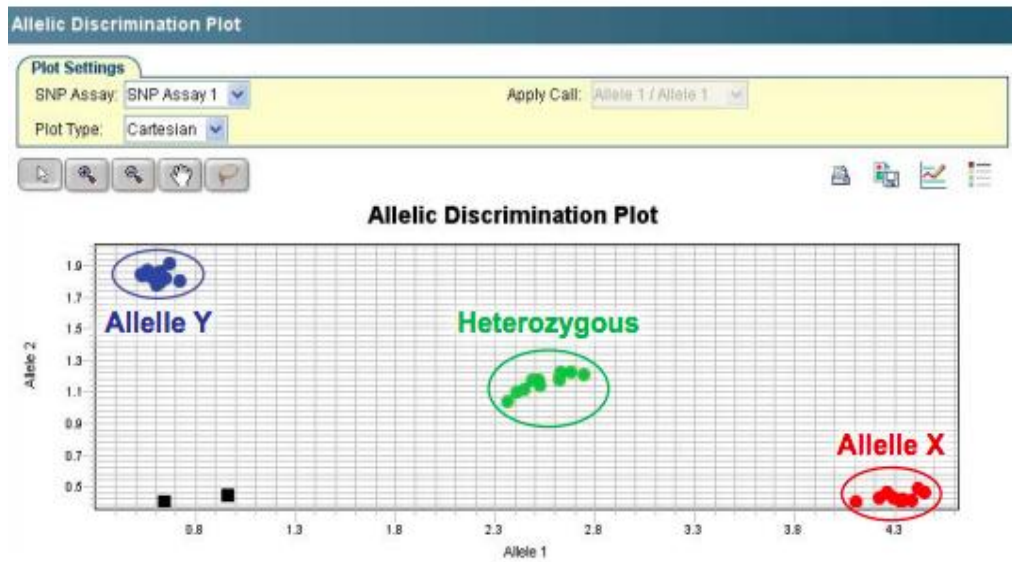 Allelic Discrimination Plot
Plot Settings
SNP Assay: SNP Assay 1
Apply Call: Allele 1 / Allele 1
Plot Type: Cartesian
Allelic Discrimination Plot
1.9
1.7
1.5
1.3
1.1
0.9
0.7
0.5
Allele 2
Allelle Y
Heterozygous
Allelle X
0.8 1.3 1.8 2.3 2.8 3.3 3.8 4.3
Allele 1